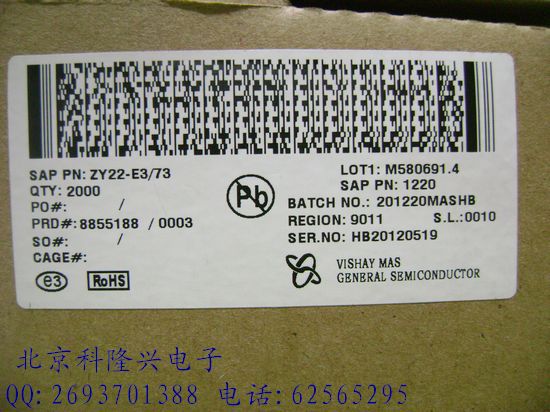 SAP PN: ZY22-E3/73
QTY: 2000
PO#: /
PRD#: 8855188 / 0003
SO#: /
CAGE#:
e3 RoHS
Pb
LOT1: M580691.4
SAP PN: 1220
BATCH NO.: 201220MASHB
REGION: 9011 S.L.:0010
SER.NO: HB20120519
VISHAY MAS
GENERAL SEMICONDUCTOR
北京科隆兴电子
QQ:2693701388 电话:62565295